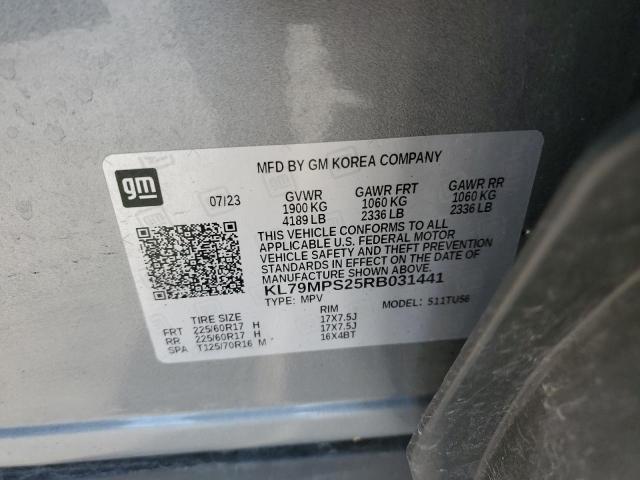 MFD BY GM KOREA COMPANY
gm
07/23 GVWR GAWR FRT GAWR RR
1900 KG 1060 KG 1060 KG
4189 LB 2336 LB 2336 LB
THIS VEHICLE CONFORMS TO ALL
APPLICABLE U.S. FEDERAL MOTOR
VEHICLE SAFETY AND THEFT PREVENTION
STANDARDS IN EFFECT ON THE DATE OF
MANUFACTURE SHOWN ABOVE.
KL79MPS25RB031441
TYPE: MPV MODEL: 511TU56
TIRE SIZE RIM
FRT 225/60R17 H 17X7.5J
RR 225/60R17 H 17X7.5J
SPA T125/70R16 M 16X4BT